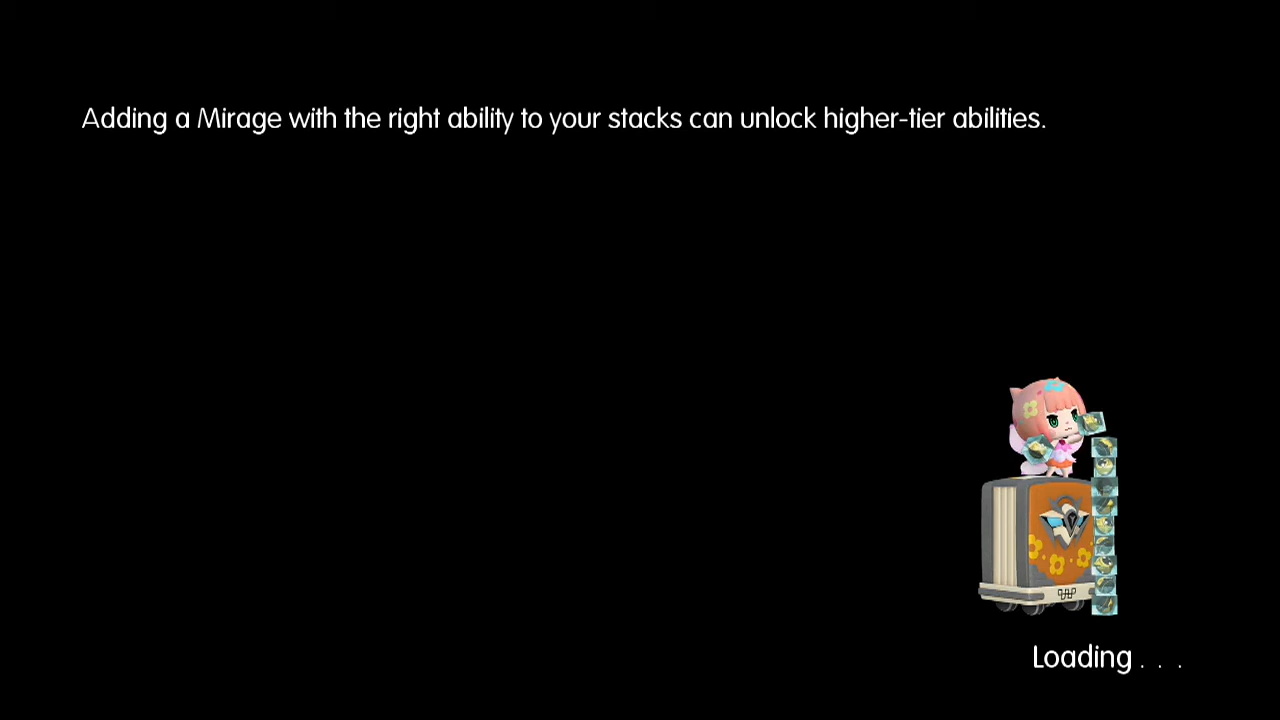 Adding a Mirage with the right ability to your stacks can unlock higher-tier abilities.
Loading . . .